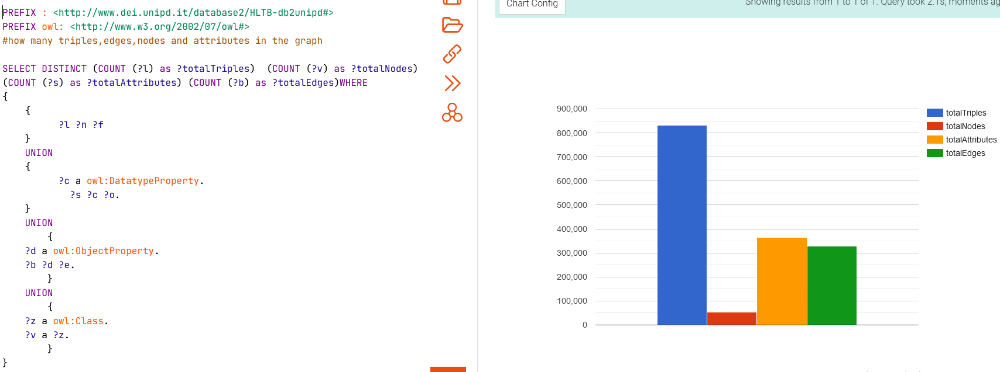 PREFIX : <http://www.dei.unipd.it/database2/HLTB-db2unipd#>
PREFIX owl: <http://www.w3.org/2002/07/owl#>
#how many triples,edges,nodes and attributes in the graph
SELECT DISTINCT (COUNT (?l) as ?totalTriples)  (COUNT (?v) as ?totalNodes)
(COUNT (?s) as ?totalAttributes) (COUNT (?b) as ?totalEdges)WHERE
{
{
?l ?n ?f
}
UNION
{
?c a owl:DatatypeProperty.
?s ?c ?o.
}
UNION
{
?d a owl:ObjectProperty.
?b ?d ?e.
}
UNION
{
?z a owl:Class.
?v a ?z.
}
}
Chart Config
Showing results from 1 to 1 of 1. Query took 2.1s, moments ag
900,000
800,000
700,000
600,000
500,000
400,000
300,000
200,000
100,000
0
totalTriples
totalNodes
totalAttributes
totalEdges